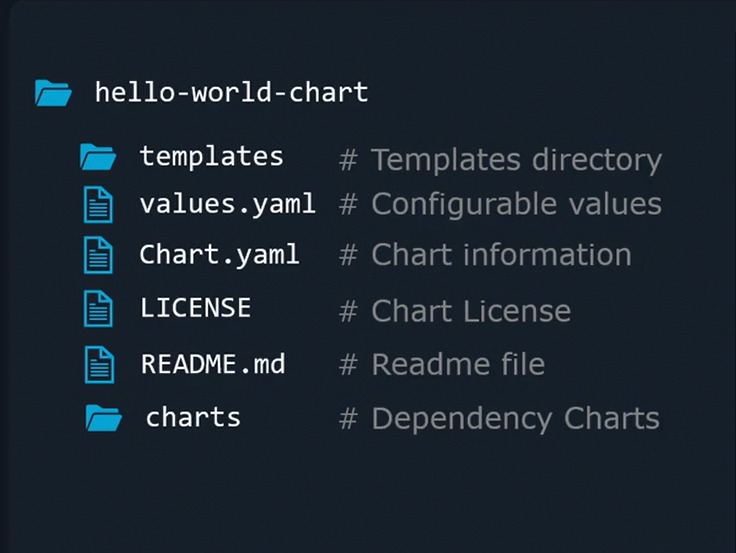 hello-world-chart
templates # Templates directory
values.yaml # Configurable values
Chart.yaml # Chart information
LICENSE # Chart License
README.md # Readme file
charts # Dependency Charts